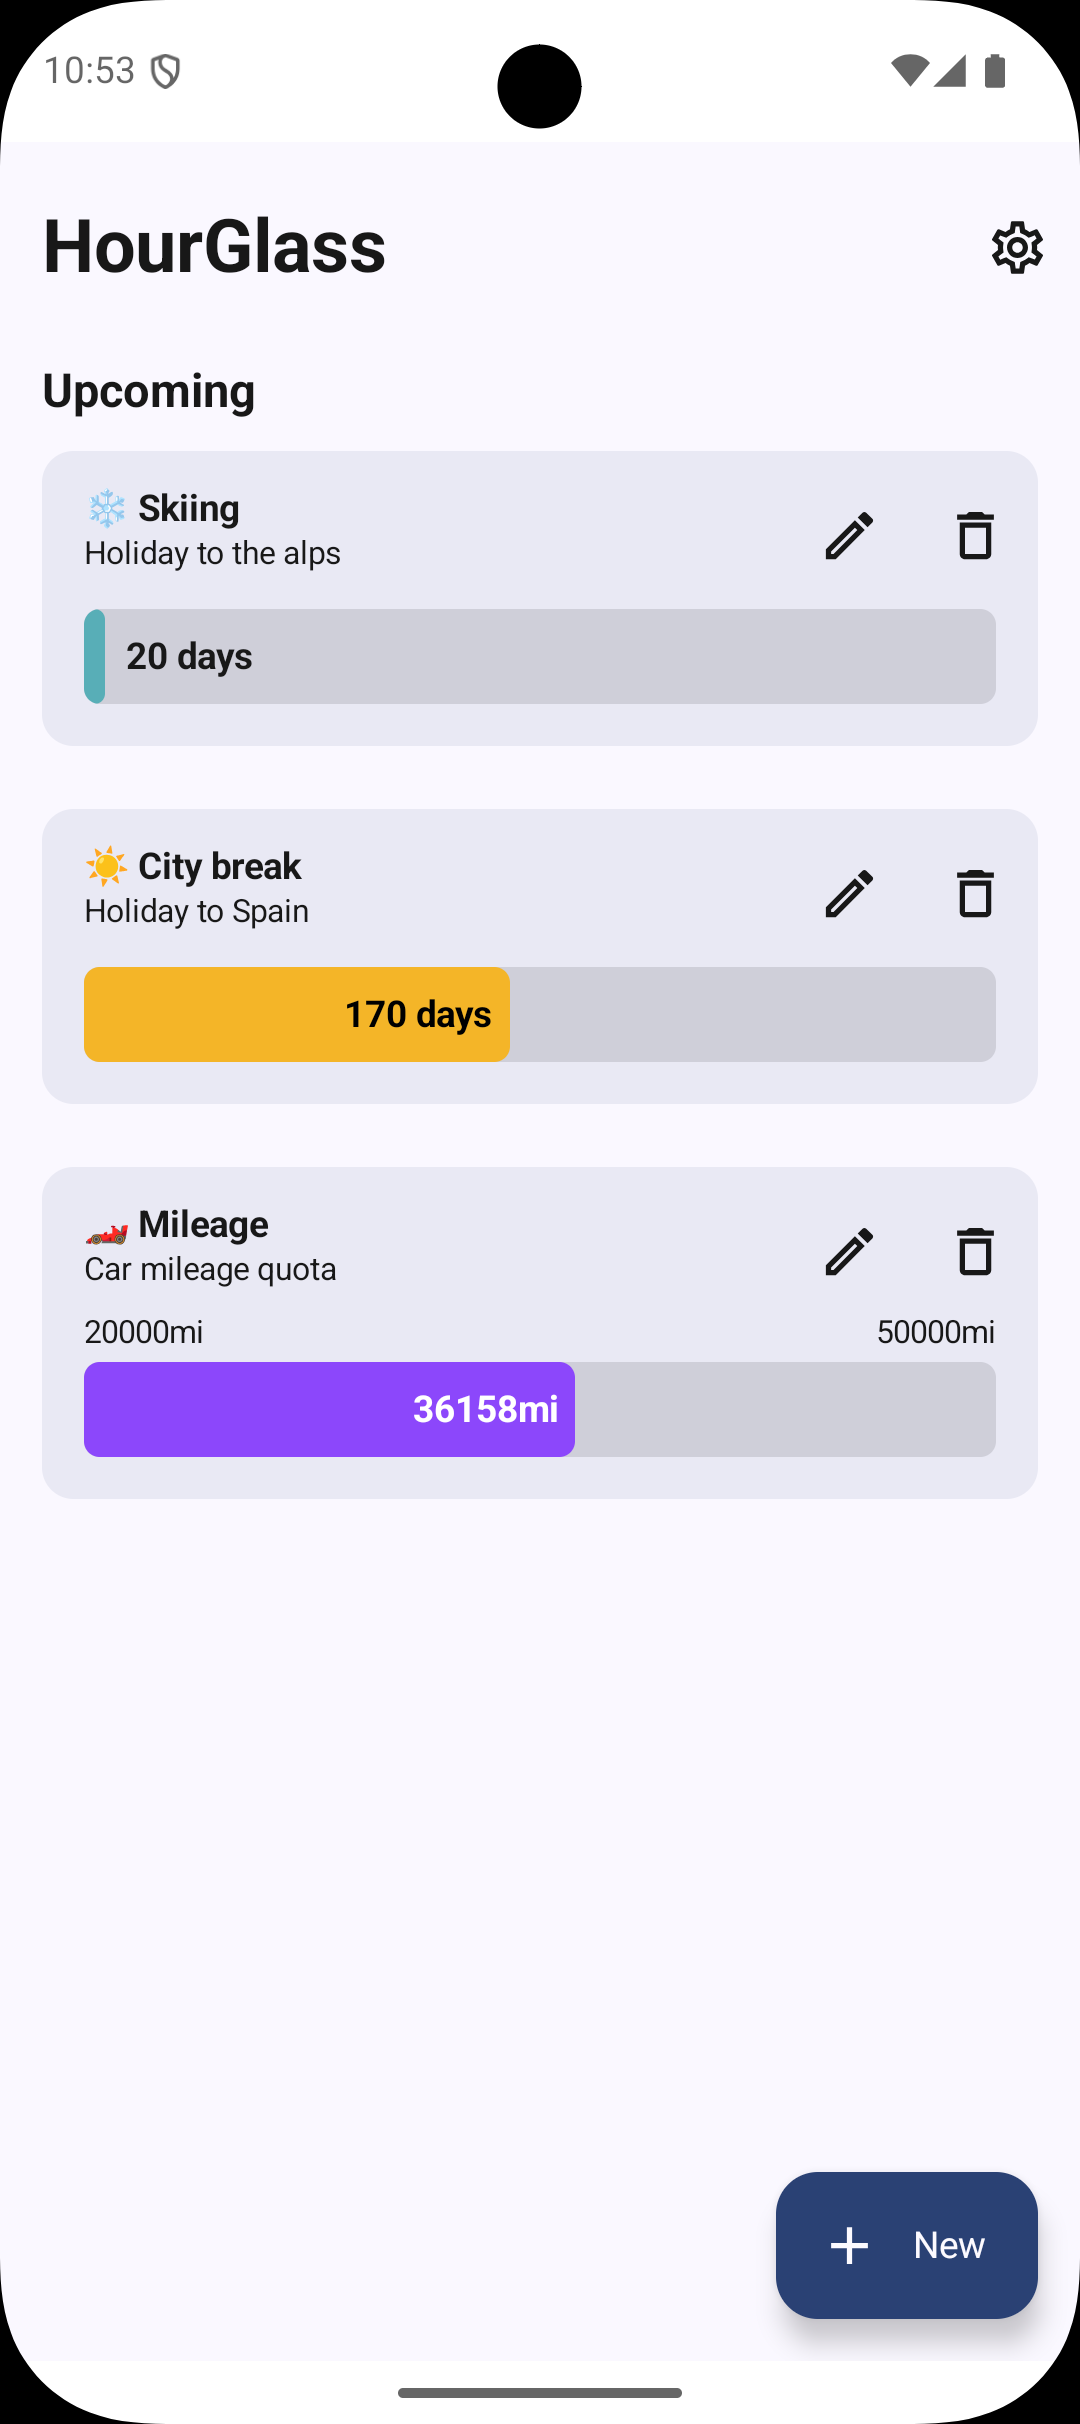 10:53
HourGlass
Upcoming
❄️ Skiing
Holiday to the alps
20 days
☀️ City break
Holiday to Spain
170 days
🏎️ Mileage
Car mileage quota
20000mi 50000mi
36158mi
+ New